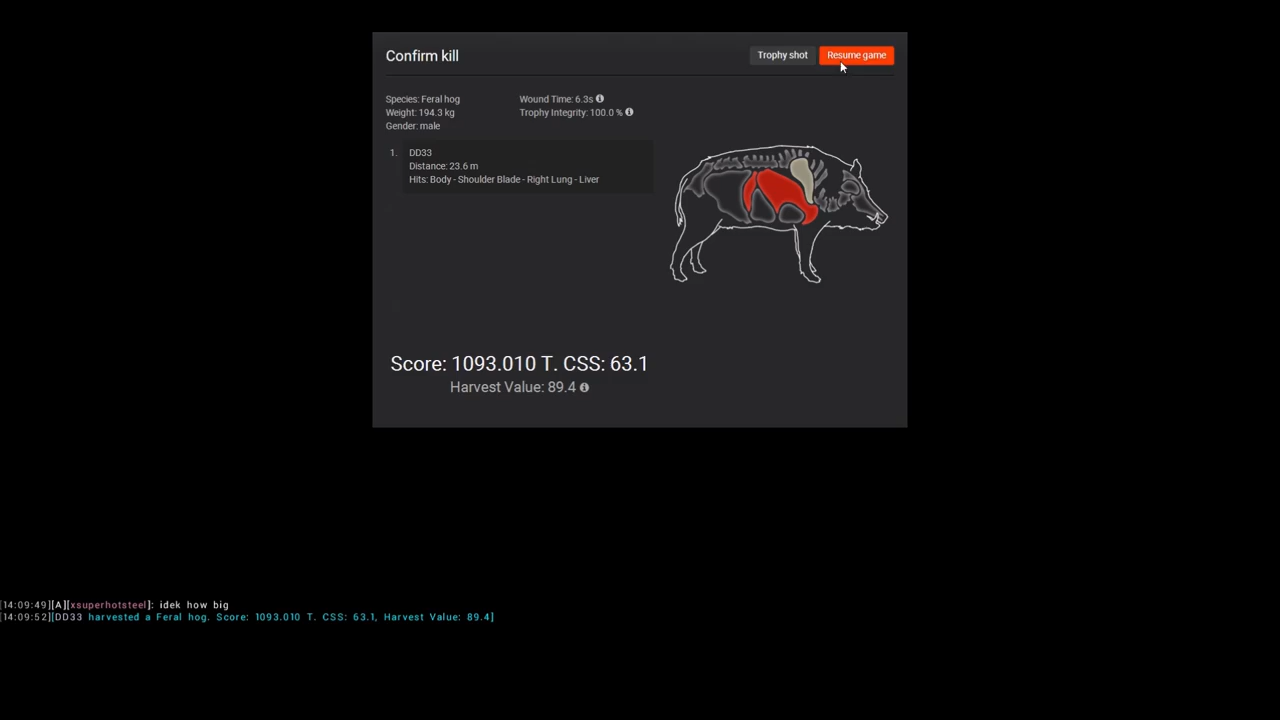 Confirm kill
Trophy shot
Resume game
Species: Feral hog
Weight: 194.3 kg
Gender: male
Wound Time: 6.3s
Trophy Integrity: 100.0 %
1. DD33
Distance: 23.6 m
Hits: Body - Shoulder Blade - Right Lung - Liver
Score: 1093.010 T. CSS: 63.1
Harvest Value: 89.4
[14:09:49][A][xsuperhotsteel]: idek how big
[14:09:52][DD33 harvested a Feral hog. Score: 1093.010 T. CSS: 63.1, Harvest Value: 89.4]